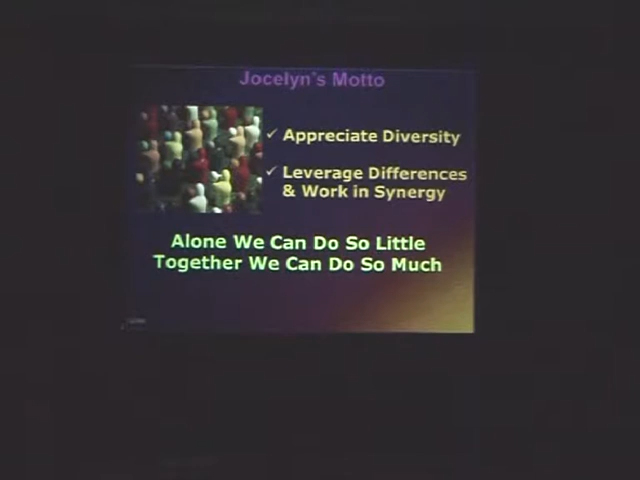 Jocelyn's Motto
✓ Appreciate Diversity
✓ Leverage Differences
& Work in Synergy
Alone We Can Do So Little
Together We Can Do So Much